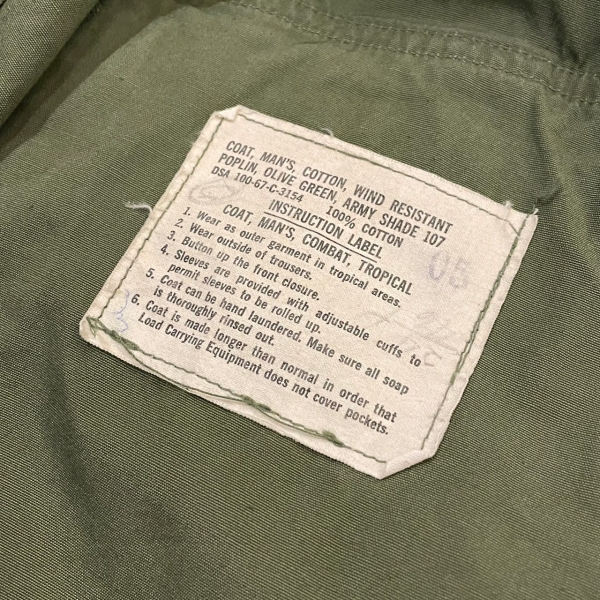 COAT, MAN'S, COTTON, WIND RESISTANT
POPLIN, OLIVE GREEN, ARMY SHADE 107
DSA 100-67-C-3154 100% COTTON
INSTRUCTION LABEL
COAT, MAN'S, COMBAT, TROPICAL
1. Wear as outer garment in tropical areas.
2. Wear outside of trousers.
3. Button up the front closure.
4. Sleeves are provided with adjustable cuffs to
permit sleeves to be rolled up.
5. Coat can be hand laundered. Make sure all soap
is thoroughly rinsed out.
6. Coat is made longer than normal in order that
Load Carrying Equipment does not cover pockets.